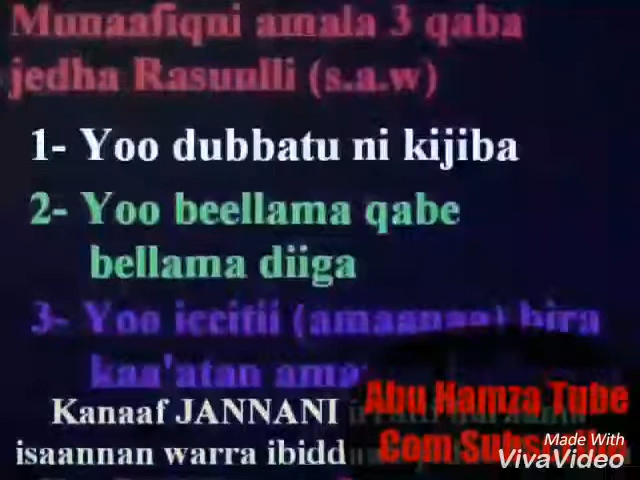 Munaafiqni amala 3 qaba
jedha Rasuulli (s.a.w)
1- Yoo dubbatu ni kijiba
2- Yoo beellama qabe
bellama diiga
3- Yoo iccitii (amaanaa) bira
kaa'atan
Kanaaf JANNANI
isaannan warra
Abu Hamza Tube
Com
Made With
VivaVideo